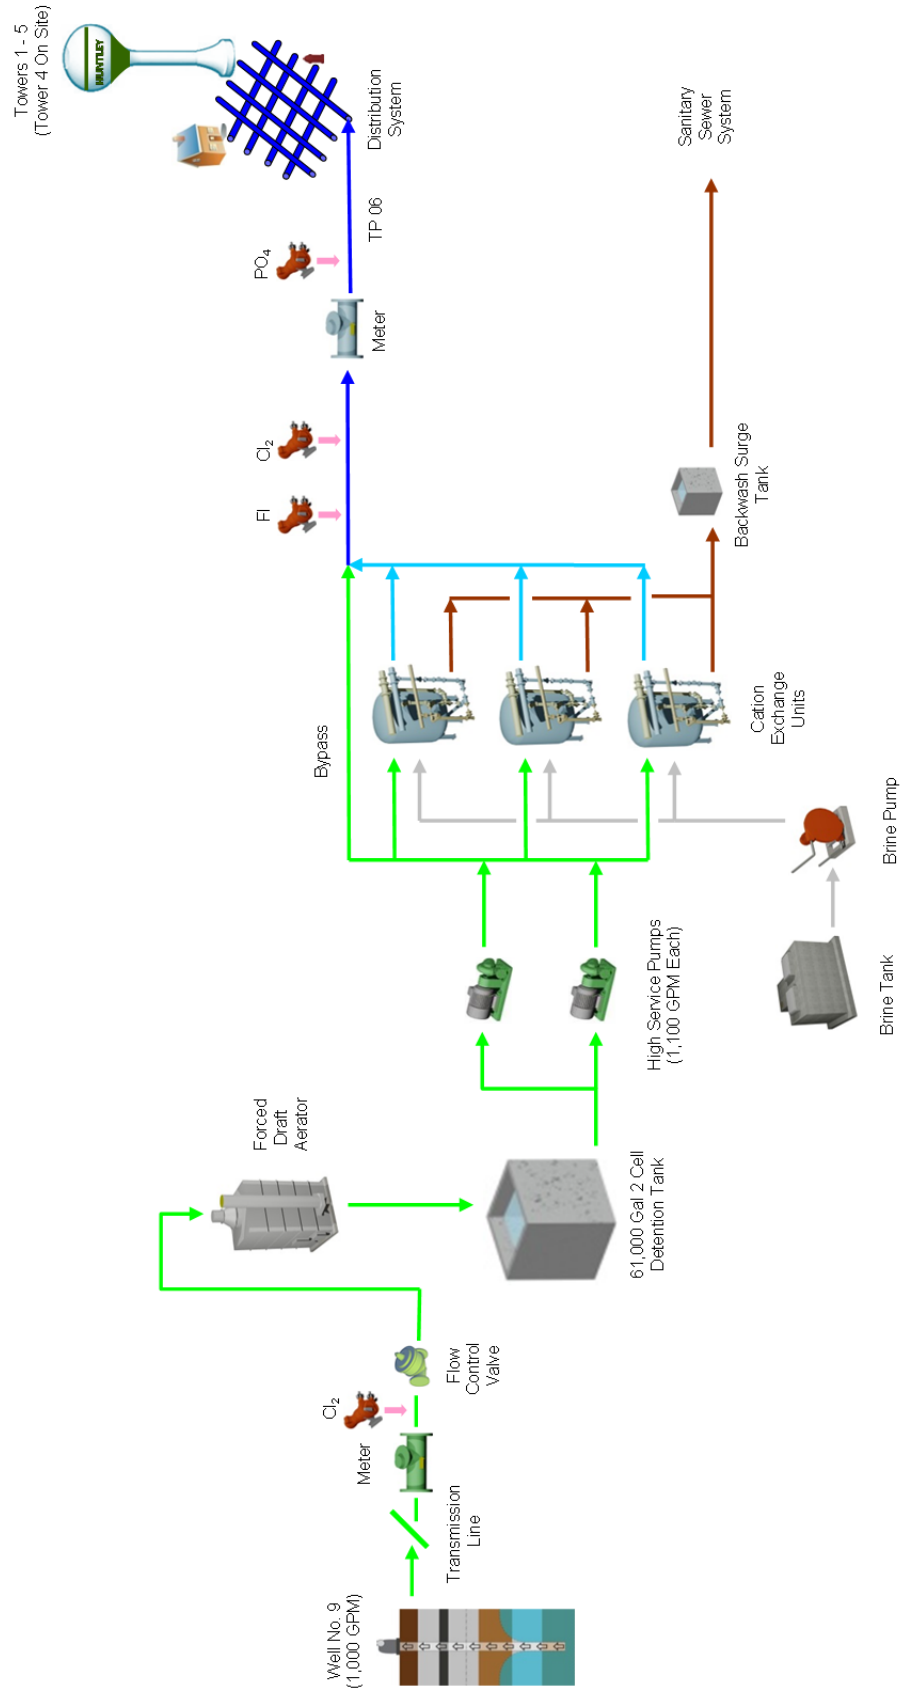 Well No. 9
(1,000 GPM)
Transmission
Line
Meter
Cl₂
Flow
Control
Valve
Forced
Draft
Aerator
61,000 Gal 2 Cell
Detention Tank
High Service Pumps
(1,100 GPM Each)
Brine Tank
Brine Pump
Bypass
Cation
Exchange
Units
Backwash Surge
Tank
Sanitary
Sewer
System
Fl
Cl₂
Meter
PO₄
TP 06
Distribution
System
Towers 1 - 5
(Tower 4 On Site)
HUNTLEY